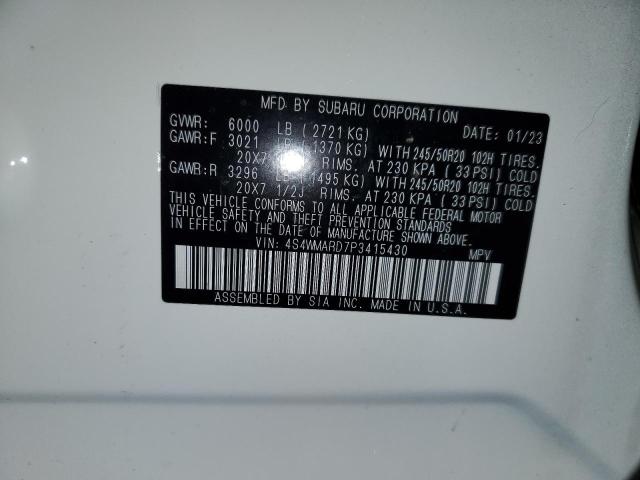 MFD BY SUBARU CORPORATION DATE: 01/23
GVWR: 6000 LB (2721 KG)
GAWR:F 3021 LB (1370 KG) WITH 245/50R20 102H TIRES.
20X7 RIMS. AT 230 KPA (33 PSI) COLD
GAWR:R 3296 LB (1495 KG) WITH 245/50R20 102H TIRES.
20X7 1/2J RIMS. AT 230 KPA (33 PSI) COLD
THIS VEHICLE CONFORMS TO ALL APPLICABLE FEDERAL MOTOR
VEHICLE SAFETY AND THEFT PREVENTION STANDARDS
IN EFFECT ON THE DATE OF MANUFACTURE SHOWN ABOVE.
VIN: 4S4WMARD7P3415430 MPV
ASSEMBLED BY SIA INC. MADE IN U.S.A.